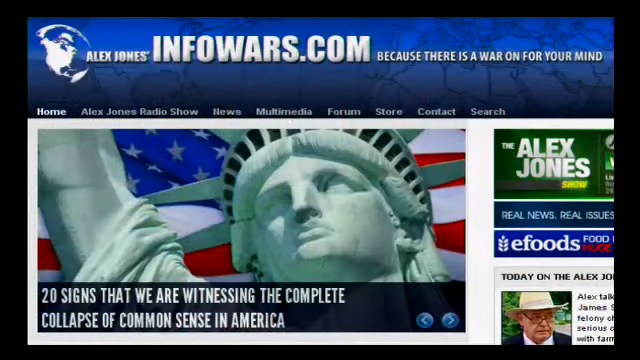 ALEX JONES' INFOWARS.COM BECAUSE THERE IS A WAR ON FOR YOUR MIND
Home Alex Jones Radio Show News Multimedia Forum Store Contact Search
THE
ALEX
JONES
SHOW
REAL NEWS. REAL ISSUES
efoods FOOD
20 SIGNS THAT WE ARE WITNESSING THE COMPLETE
COLLAPSE OF COMMON SENSE IN AMERICA
TODAY ON THE ALEX JO
Alex talk
James S
felony c
serious o
with farm